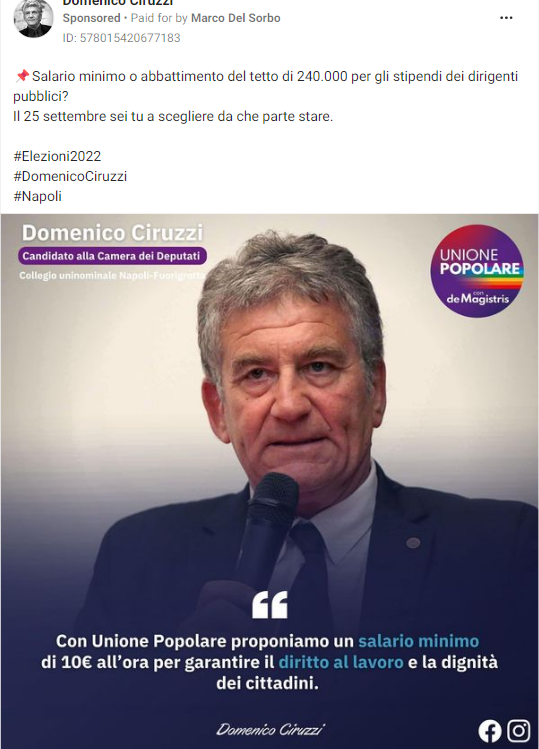 Domenico Ciruzzi
Sponsored • Paid for by Marco Del Sorbo
ID: 578015420677183
📌Salario minimo o abbattimento del tetto di 240.000 per gli stipendi dei dirigenti
pubblici?
Il 25 settembre sei tu a scegliere da che parte stare.
#Elezioni2022
#DomenicoCiruzzi
#Napoli
Domenico Ciruzzi
Candidato alla Camera dei Deputati
Collegio uninominale Napoli-Fuorigrotta
UNIONE
POPOLARE
con
de Magistris
Con Unione Popolare proponiamo un salario minimo
di 10€ all'ora per garantire il diritto al lavoro e la dignità
dei cittadini.
Domenico Ciruzzi